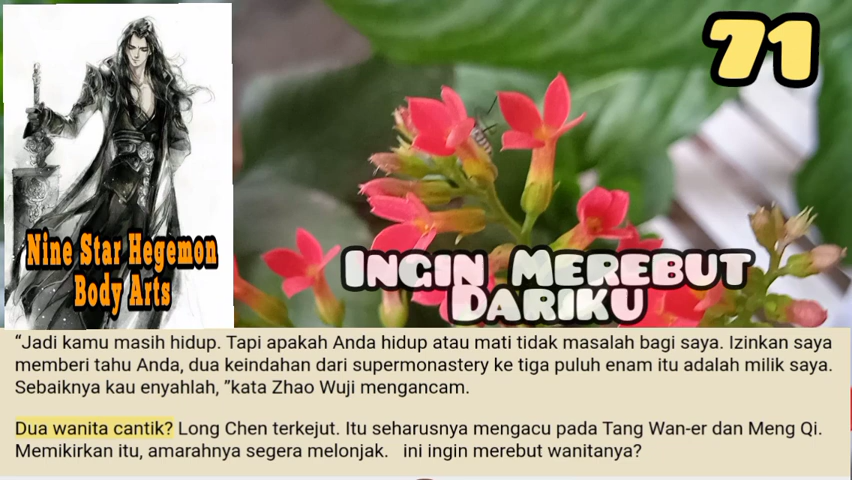 71
Nine Star Hegemon
Body Arts
INGIN MEREBUT
DARIKU
“Jadi kamu masih hidup. Tapi apakah Anda hidup atau mati tidak masalah bagi saya. Izinkan saya
memberi tahu Anda, dua keindahan dari supermonastery ke tiga puluh enam itu adalah milik saya.
Sebaiknya kau enyahlah, ”kata Zhao Wuji mengancam.
Dua wanita cantik? Long Chen terkejut. Itu seharusnya mengacu pada Tang Wan-er dan Meng Qi.
Memikirkan itu, amarahnya segera melonjak. ini ingin merebut wanitanya?